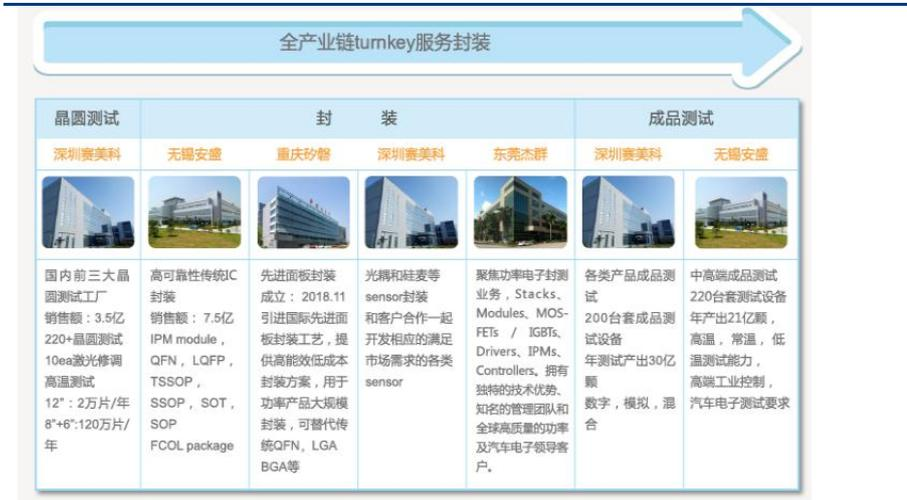 全产业链turnkey服务封装
晶圆测试
封 装
成品测试
深圳赛美科
无锡安盛
重庆矽磐
深圳赛美科
东莞杰群
深圳赛美科
无锡安盛
国内前三大晶
圆测试工厂
销售额：3.5亿
220+晶圆测试
10ea激光修调
高温测试
12"：2万片/年
8"+6":120万片/
年
高可靠性传统IC
封装
销售额： 7.5亿
IPM module，
QFN， LQFP，
TSSOP，
SSOP， SOT，
SOP
FCOL package
先进面板封装
成立： 2018.11
引进国际先进面
板封装工艺，提
供高能效低成本
封装方案，用于
功率产品大规模
封装，可替代传
统QFN, LGA
BGA等
光耦和硅麦等
sensor封装
和客户合作一起
开发相应的满足
市场需求的各类
sensor
聚焦功率电子封测
业务，Stacks、
Modules、MOS-
FETs / IGBTs、
Drivers、IPMs、
Controllers。拥有
独特的技术优势、
知名的管理团队和
全球高质量的功率
及汽车电子领导客
户。
各类产品成品测
试
200台套成品测
试设备
年测试产出30亿
颗
数字，模拟，混
合
中高端成品测试
220台套测试设备
年产出21亿颗，
高温， 常温， 低
温测试能力，
高端工业控制，
汽车电子测试要求